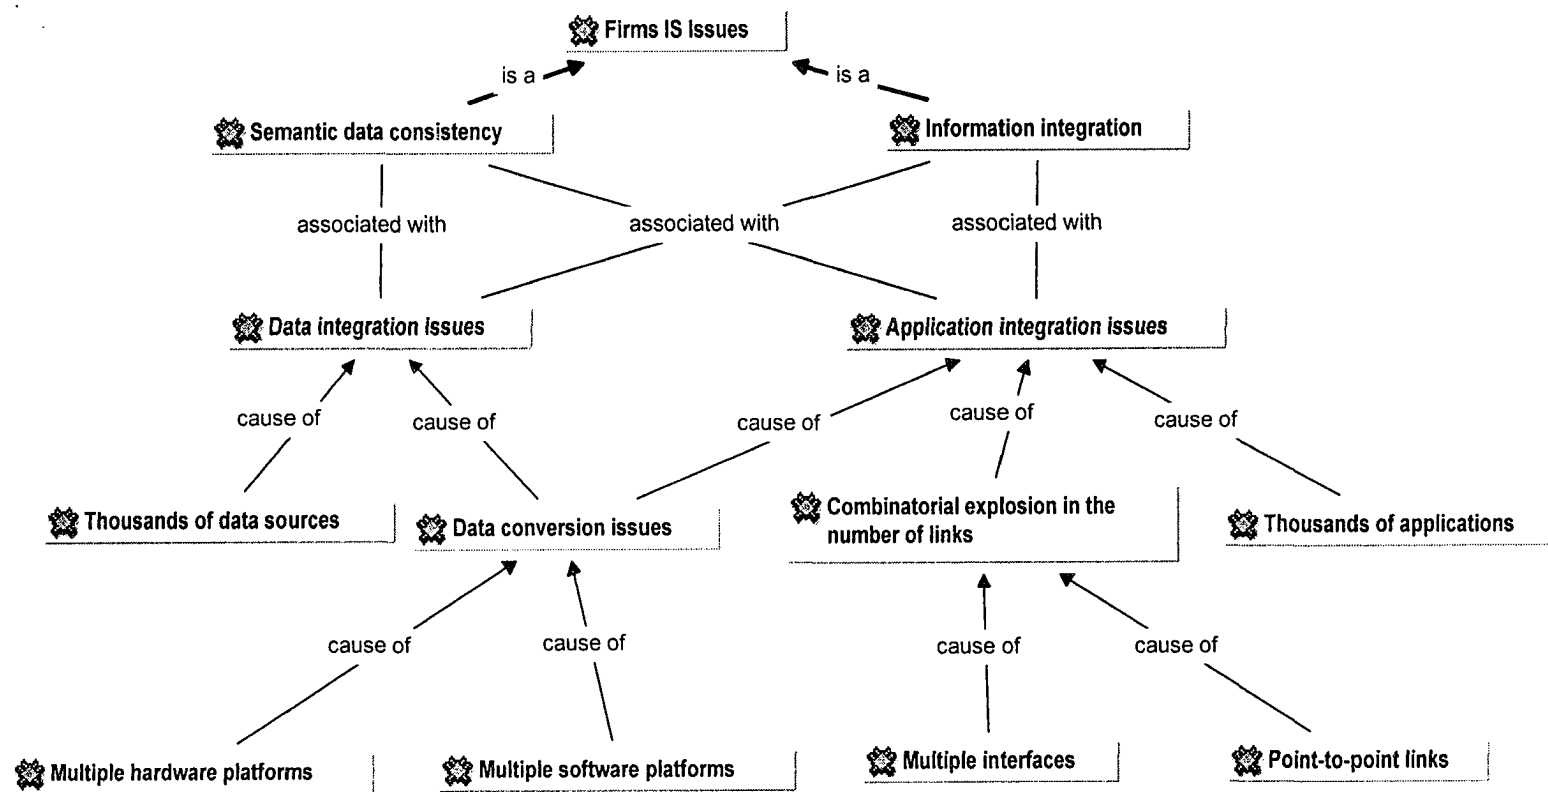 Firms IS Issues
is a
is a
Semantic data consistency
Information integration
associated with
associated with
associated with
Data integration issues
Application integration issues
cause of
cause of
cause of
cause of
cause of
Thousands of data sources
Data conversion issues
Combinatorial explosion in the
number of links
Thousands of applications
cause of
cause of
cause of
cause of
Multiple hardware platforms
Multiple software platforms
Multiple interfaces
Point-to-point links